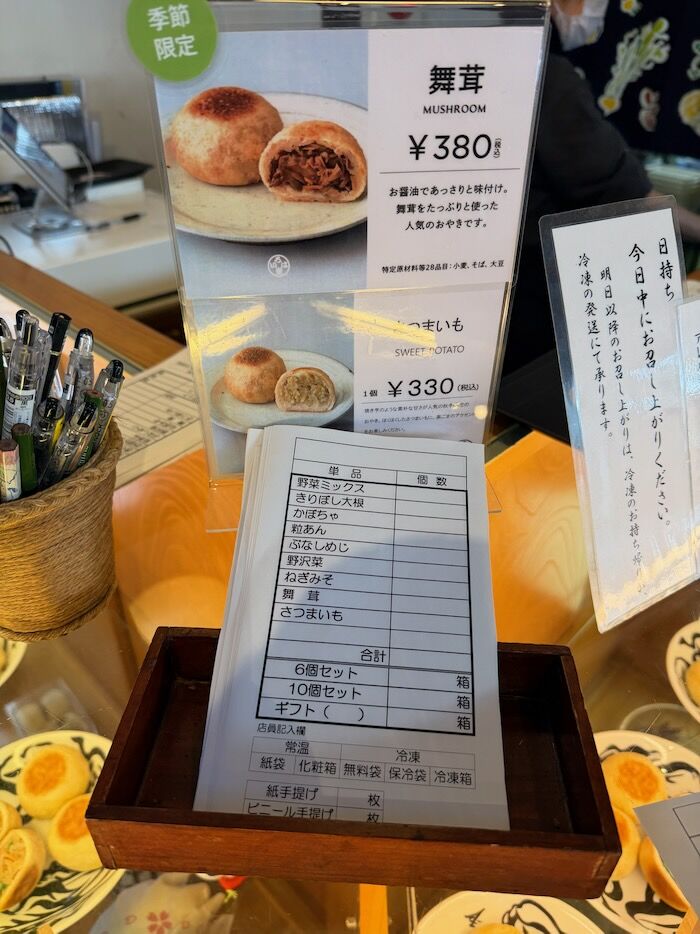 季節
限定
舞茸
MUSHROOM
¥380(税込)
お醤油であっさりと味付け。
舞茸をたっぷりと使った
人気のおやきです。
特定原材料等28品目：小麦、そば、大豆
さつまいも
SWEET POTATO
1個 ¥330(税込)
日持ち
今日中にお召し上がりください。
明日以降のお召し上がりは、冷凍のお持ち帰り
冷凍の発送にて承ります。
単品 個数
野菜ミックス
きりぼし大根
かぼちゃ
粒あん
ぶなしめじ
野沢菜
ねぎみそ
舞茸
さつまいも
合計
6個セット 箱
10個セット 箱
ギフト（　　） 箱
店員記入欄
常温 冷凍
紙袋 化粧箱 無料袋 保冷袋 冷凍箱
紙手提げ 枚
ビニール手提げ 枚